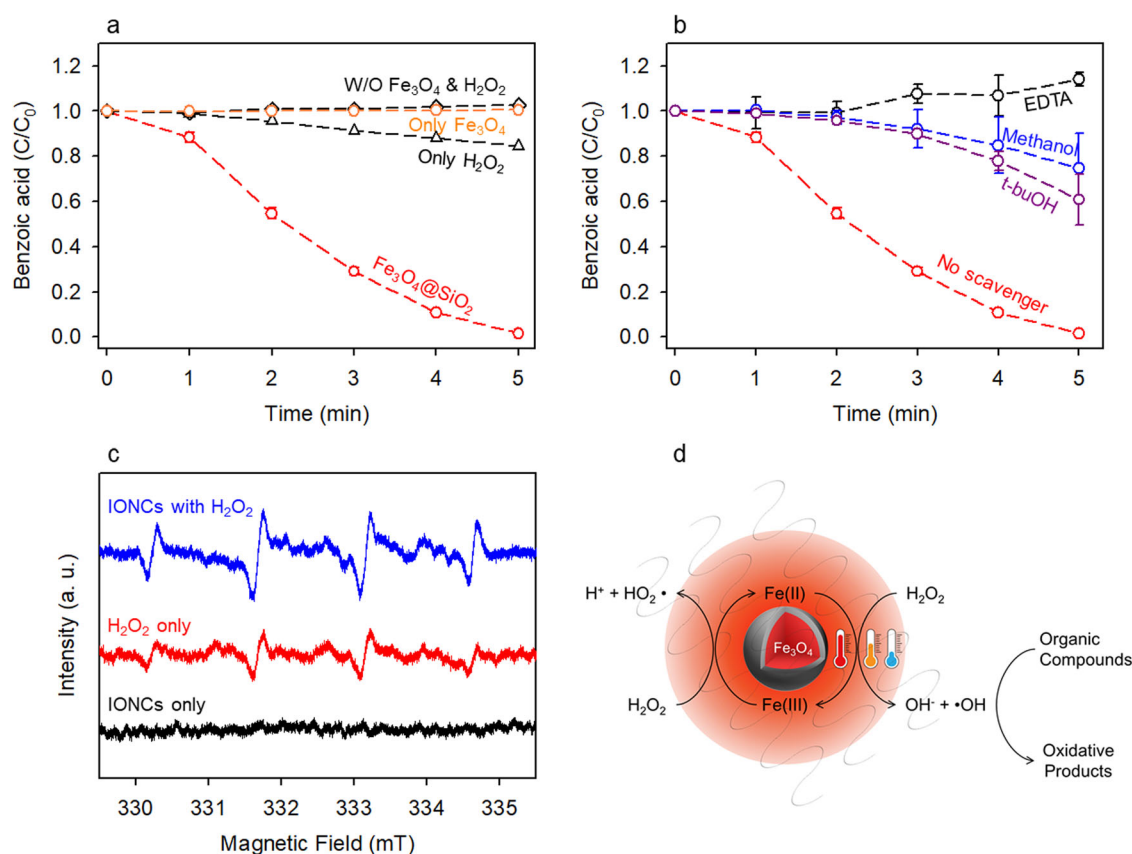 a
Benzoic acid (C/C₀)
1.2
1.0
0.8
0.6
0.4
0.2
0.0
W/O Fe₃O₄ & H₂O₂
Only Fe₃O₄
Only H₂O₂
Fe₃O₄@SiO₂
0 1 2 3 4 5
Time (min)
b
Benzoic acid (C/C₀)
1.2
1.0
0.8
0.6
0.4
0.2
0.0
EDTA
Methanol
t-buOH
No scavenger
0 1 2 3 4 5
Time (min)
c
Intensity (a. u.)
IONCs with H₂O₂
H₂O₂ only
IONCs only
330 331 332 333 334 335
Magnetic Field (mT)
d
H⁺ + HO₂ •
Fe(II)
H₂O₂
Fe₃O₄
H₂O₂
Fe(III)
OH⁻ + •OH
Organic
Compounds
Oxidative
Products